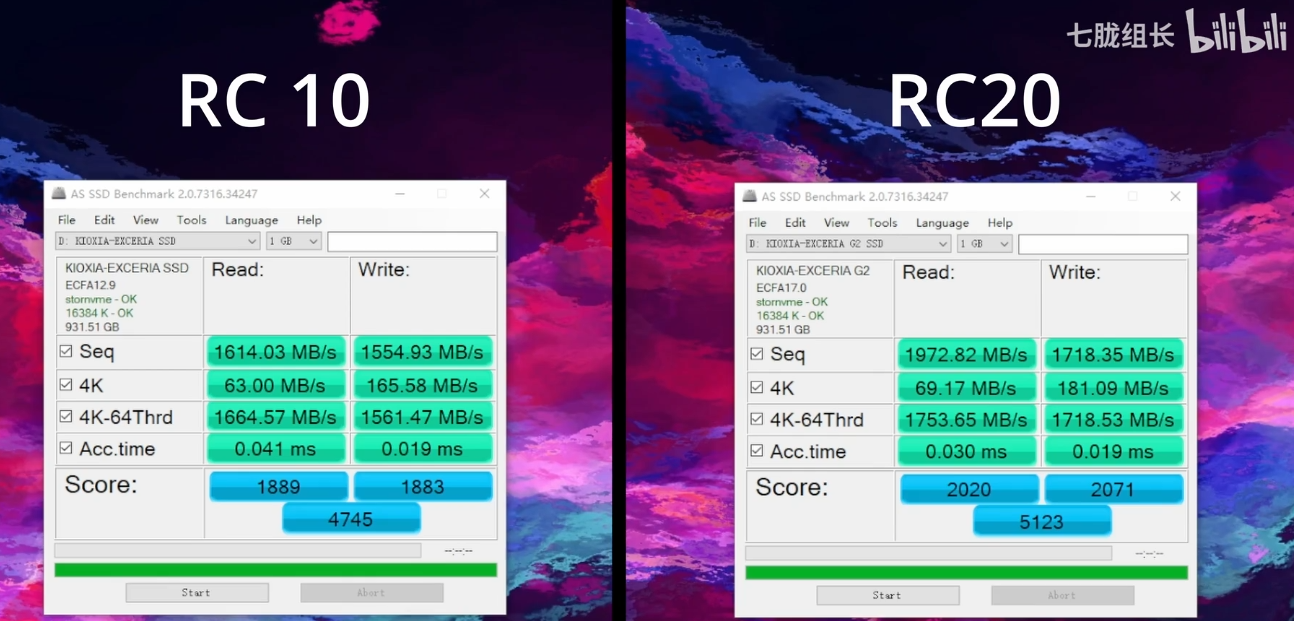 七胧组长 bilibili
RC 10
AS SSD Benchmark 2.0.7316.34247
File Edit View Tools Language Help
D: KIOXIA-EXCERIA SSD 1 GB
KIOXIA-EXCERIA SSD
ECFA12.9
stornvme - OK
16384 K - OK
931.51 GB
Read: Write:
Seq 1614.03 MB/s 1554.93 MB/s
4K 63.00 MB/s 165.58 MB/s
4K-64Thrd 1664.57 MB/s 1561.47 MB/s
Acc.time 0.041 ms 0.019 ms
Score: 1889 1883
4745
--:--:--
Start Abort
RC20
AS SSD Benchmark 2.0.7316.34247
File Edit View Tools Language Help
D: KIOXIA-EXCERIA G2 SSD 1 GB
KIOXIA-EXCERIA G2
ECFA17.0
stornvme - OK
16384 K - OK
931.51 GB
Read: Write:
Seq 1972.82 MB/s 1718.35 MB/s
4K 69.17 MB/s 181.09 MB/s
4K-64Thrd 1753.65 MB/s 1718.53 MB/s
Acc.time 0.030 ms 0.019 ms
Score: 2020 2071
5123
--:--:--
Start Abort